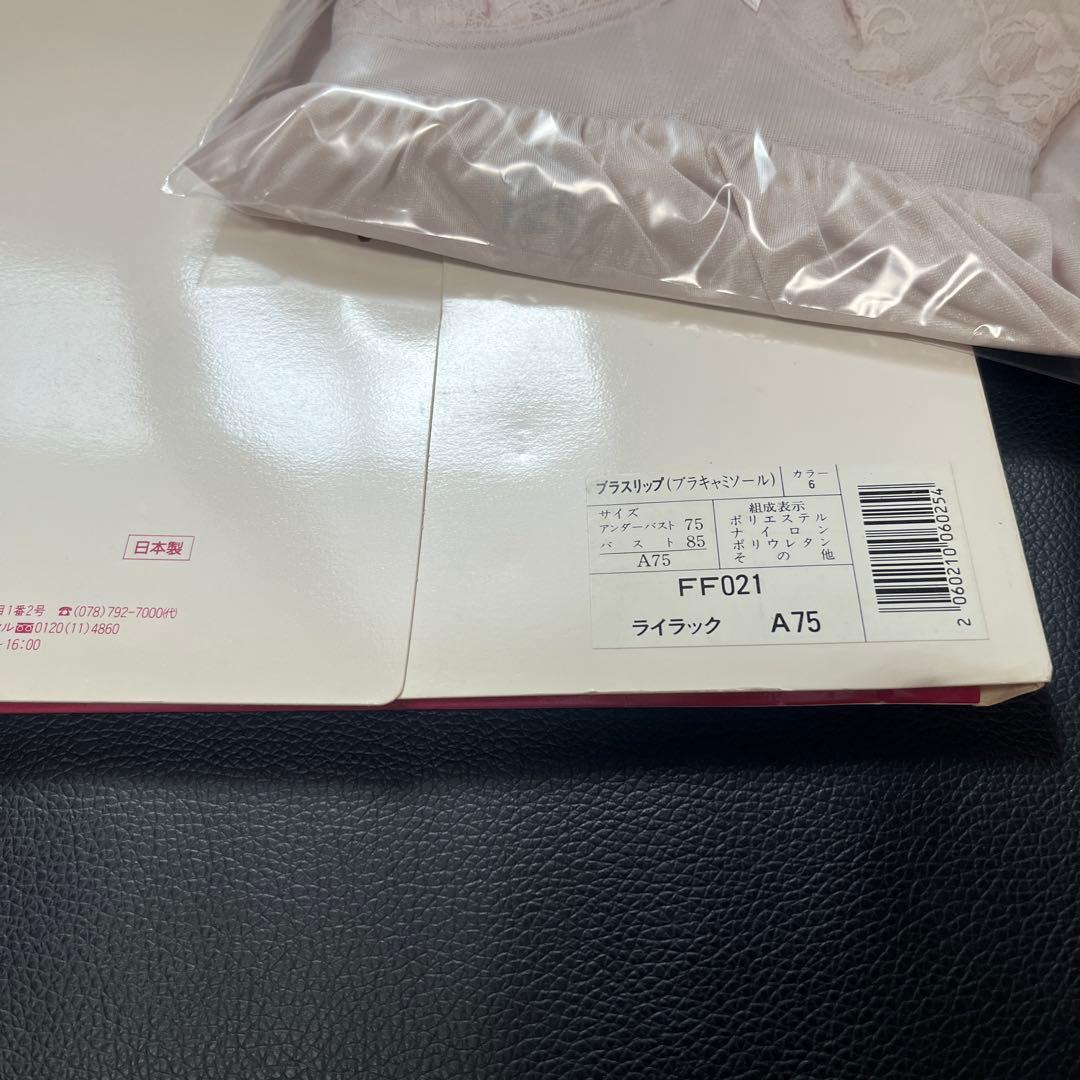 日本製
目1番2号 ☎(078)792-7000㈹
ル 0120(11)4860
-16:00
ブラスリップ(ブラキャミソール)
カラー
6
サイズ
アンダーバスト 75
バスト 85
A75
組成表示
ポリエステル
ナイロン
ポリウレタン
その他
FF021
ライラック A75
2 060210 060254